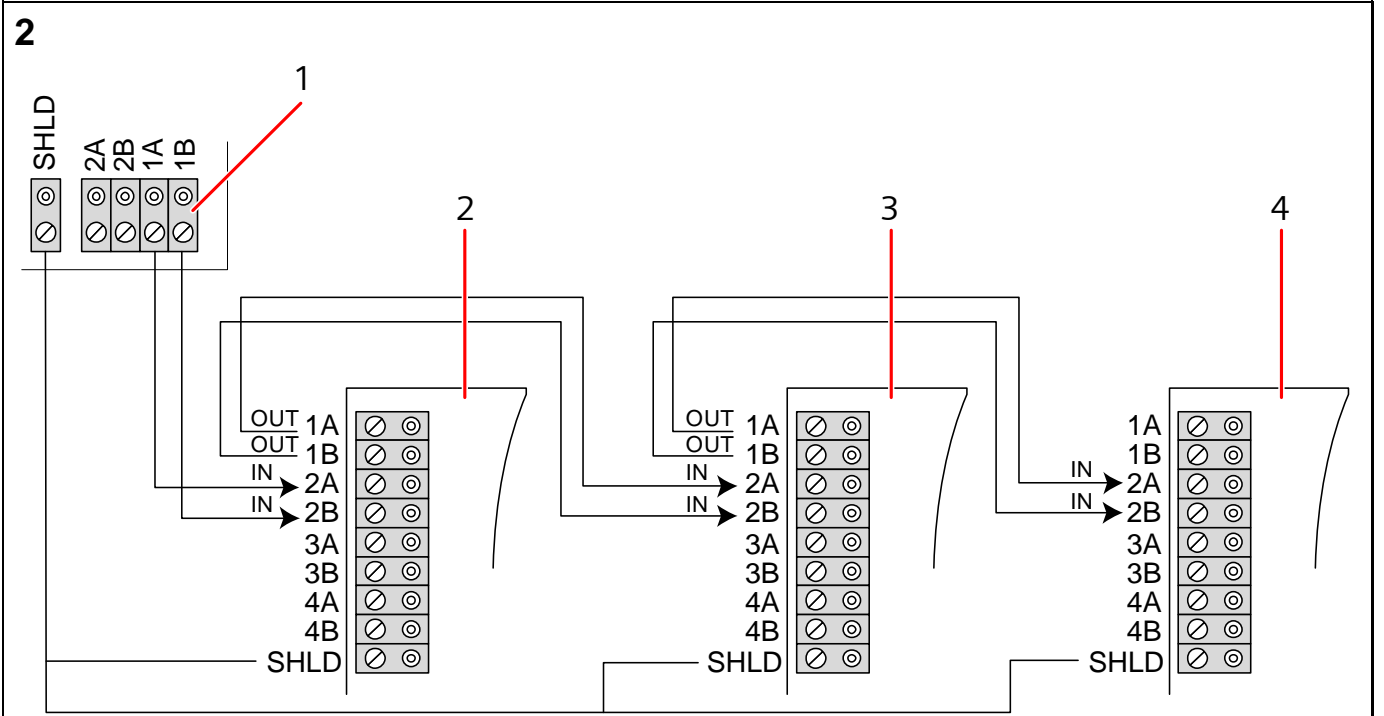 2
1
SHLD
2A
2B
1A
1B
2
3
4
OUT 1A
OUT 1B
IN 2A
IN 2B
3A
3B
4A
4B
SHLD
OUT 1A
OUT 1B
IN 2A
IN 2B
3A
3B
4A
4B
SHLD
1A
1B
IN 2A
IN 2B
3A
3B
4A
4B
SHLD